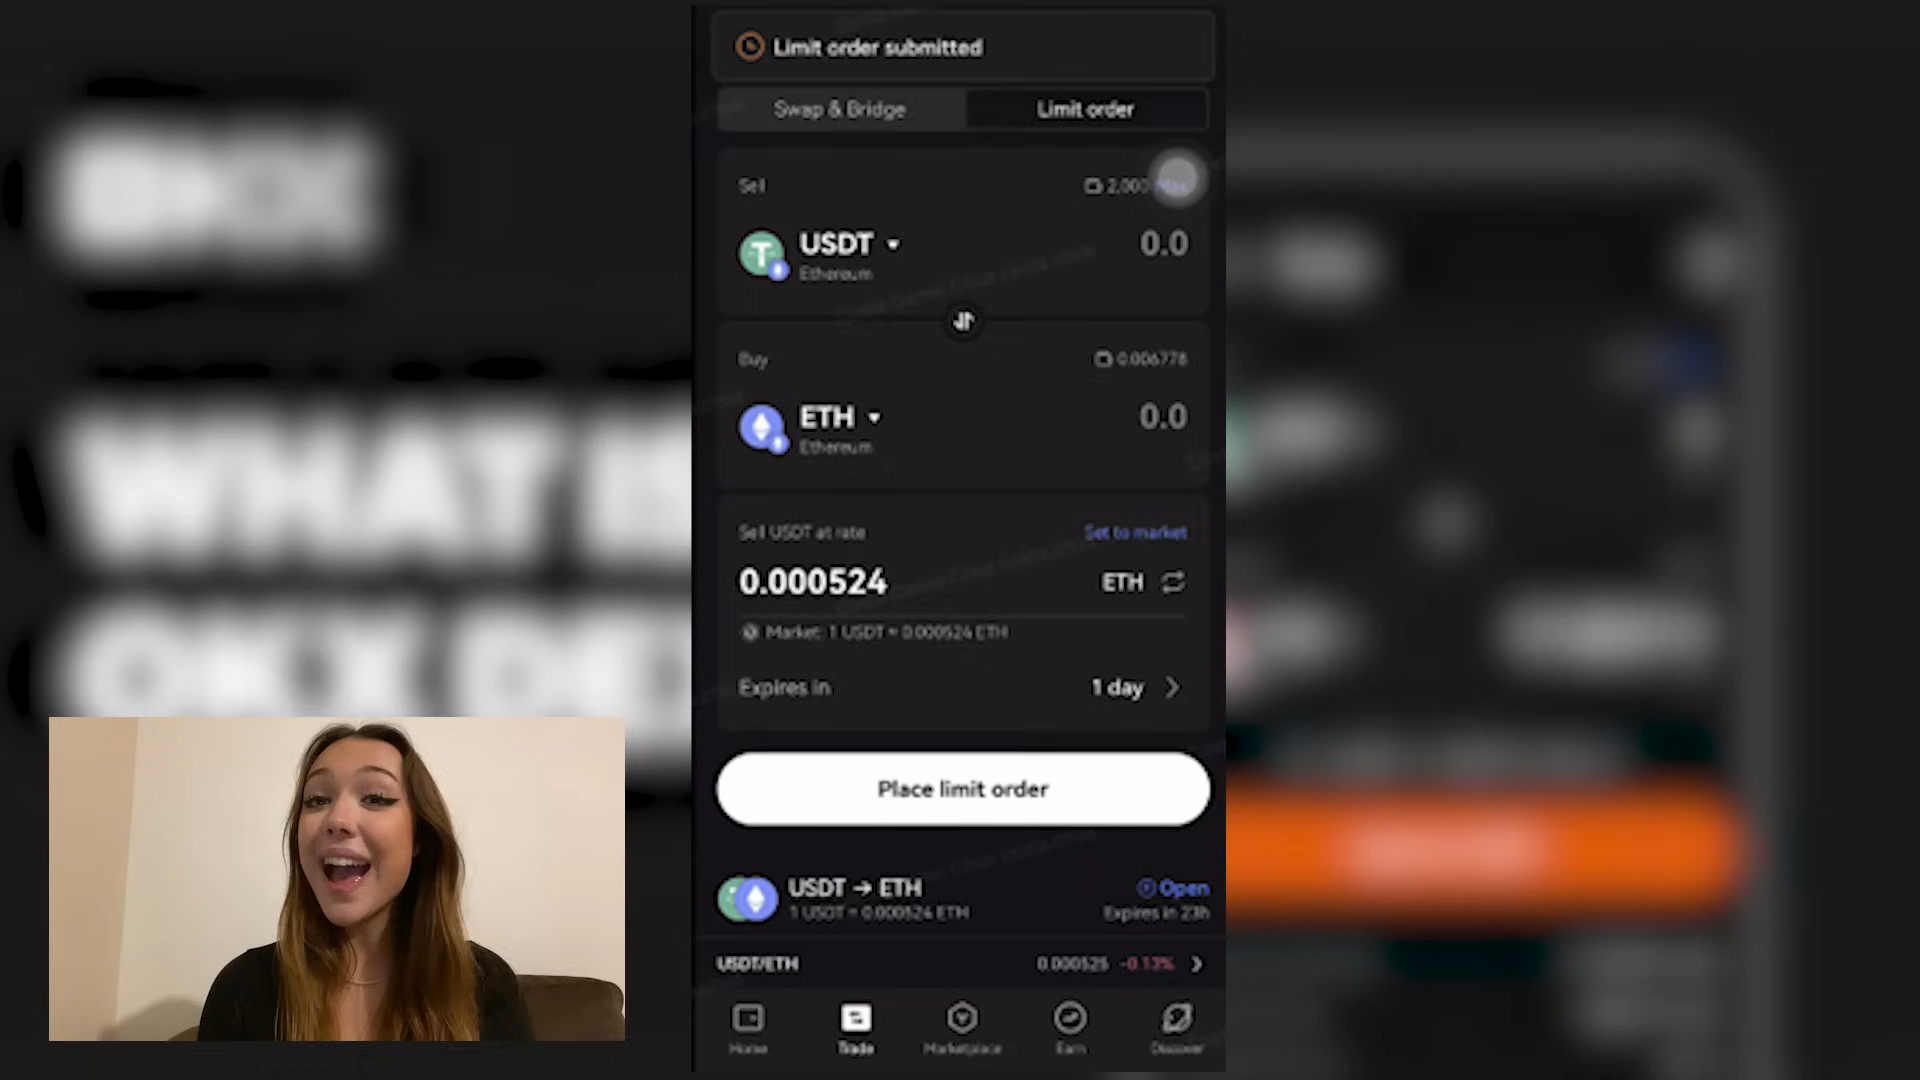 Limit order submitted
Swap & Bridge
Limit order
Sell
2,000
USDT
0.0
Ethereum
Buy
0.006778
ETH
0.0
Ethereum
Sell USDT at rate
Set to market
0.000524
ETH
Market: 1 USDT = 0.000524 ETH
Expires in
1 day
Place limit order
USDT → ETH
Open
1 USDT = 0.000524 ETH
Expires in 23h
USDT/ETH
0.000525 -0.13%
Home
Trade
Marketplace
Earn
Discover
WHAT